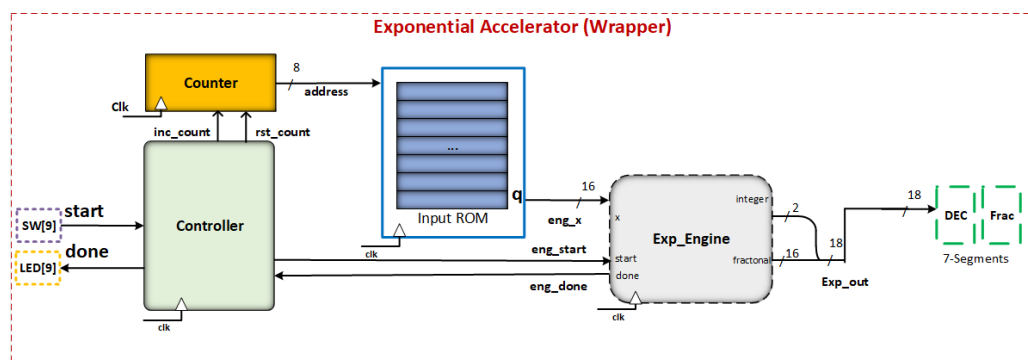 Exponential Accelerator (Wrapper)
Counter
Clk
8
address
inc_count
rst_count
...
q
Input ROM
clk
16
eng_x
start
SW[9]
done
LED[9]
Controller
clk
eng_start
eng_done
x
integer
Exp_Engine
start
fractonal
done
clk
2
16
18
Exp_out
18
DEC
Frac
7-Segments